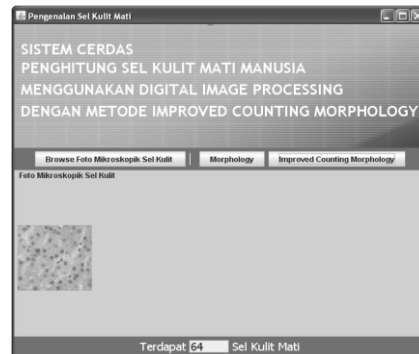 Pengenalan Sel Kulit Mati
SISTEM CERDAS
PENGHITUNG SEL KULIT MATI MANUSIA
MENGGUNAKAN DIGITAL IMAGE PROCESSING
DENGAN METODE IMPROVED COUNTING MORPHOLOGY
Browse Foto Mikroskopik Sel Kulit Morphology Improved Counting Morphology
Foto Mikroskopik Sel Kulit
Terdapat 64 Sel Kulit Mati